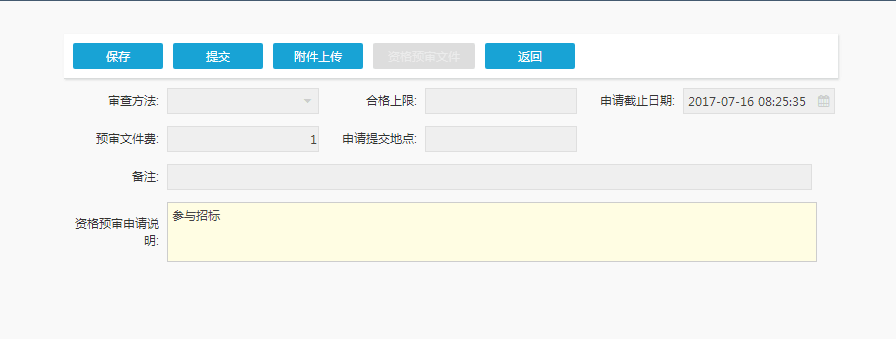 保存 提交 附件上传 资格预审文件 返回
审查方法: 合格上限: 申请截止日期: 2017-07-16 08:25:35
预审文件费: 1 申请提交地点:
备注:
资格预审申请说
明:
参与招标